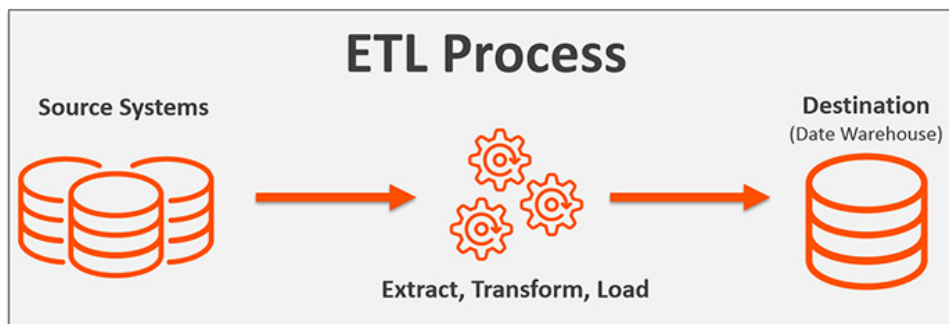 ETL Process
Source Systems
Destination
(Date Warehouse)
Extract, Transform, Load